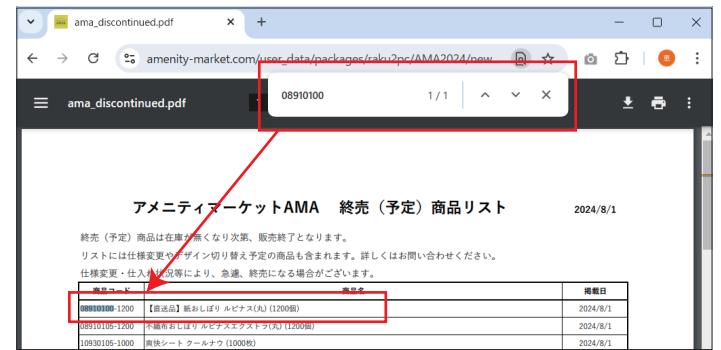 ama_discontinued.pdf
amenity-market.com/user_data/packages/raku2pc/AMA2024/new
ama_discontinued.pdf
08910100 1/1
アメニティマーケットAMA 終売（予定）商品リスト 2024/8/1
終売（予定）商品は在庫が無くなり次第、販売終了となります。
リストには仕様変更やデザイン切り替え予定の商品も含まれます。詳しくはお問い合わせください。
仕様変更・仕入れ状況等により、急遽、終売になる場合がございます。
商品コード 商品名 掲載日
08910100-1200 【直送品】紙おしぼり ルピナス(丸) (1200個) 2024/8/1
08910105-1200 不織布おしぼり ルピナスエクストラ(丸) (1200個) 2024/8/1
10930105-1000 爽快シート クールナウ (1000枚) 2024/8/1